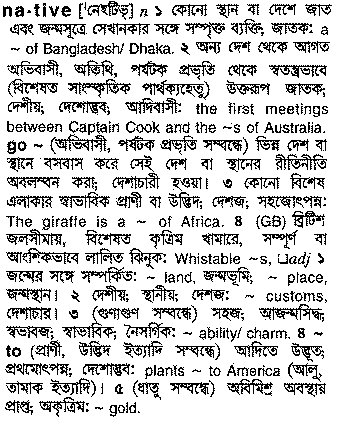 na·tive ['নেইটিভ্] n ১ কোনো স্থান বা দেশে জাত
এবং জন্মসূত্রে সেখানকার সঙ্গে সম্পৃক্ত ব্যক্তি; জাতক: a
~ of Bangladesh/ Dhaka. ২ অন্য দেশ থেকে আগত
অভিবাসী, অতিথি, পর্যটক প্রভৃতি থেকে স্বতন্ত্রভাবে
(বিশেষত সাংস্কৃতিক পার্থক্যহেতু) উক্তরূপ জাতক;
দেশীয়; দেশোদ্ভব; আদিবাসী: the first meetings
between Captain Cook and the ~s of Australia.
go ~ (অভিবাসী, পর্যটক প্রভৃতি সম্বন্ধে) ভিন্ন দেশ বা
স্থানে বসবাস করে সেই দেশ বা স্থানের রীতিনীতি
অবলম্বন করা; দেশাচারী হওয়া। ৩ কোনো বিশেষ
এলাকার স্বাভাবিক প্রাণী বা উদ্ভিদ; দেশজ; সহজোৎপন্ন:
The giraffe is a ~ of Africa. ৪ (GB) ব্রিটিশ
জলসীমায়, বিশেষত কৃত্রিম খামারে, সম্পূর্ণ বা
আংশিকভাবে লালিত ঝিনুক: Whistable ~s, □adj ১
জন্মের সঙ্গে সম্পর্কিত: ~ land, জন্মভূমি; ~ place,
জন্মস্থান। ২ দেশীয়; স্থানীয়; দেশজ: ~ customs,
দেশাচার। ৩ (গুণাগুণ সম্বন্ধে) সহজ; আজন্মসিদ্ধ;
স্বভাবজ; স্বাভাবিক; নৈসর্গিক: ~ ability/ charm. ৪ ~
to (প্রাণী, উদ্ভিদ ইত্যাদি সম্বন্ধে) আদিতে উদ্ভূত;
প্রথমোৎপন্ন; দেশোদ্ভব: plants ~ to America (আলু,
তামাক ইত্যাদি)। ৫ (ধাতু সম্বন্ধে) অবিমিশ্র অবস্থায়
প্রাপ্ত; অকৃত্রিম: ~ gold.